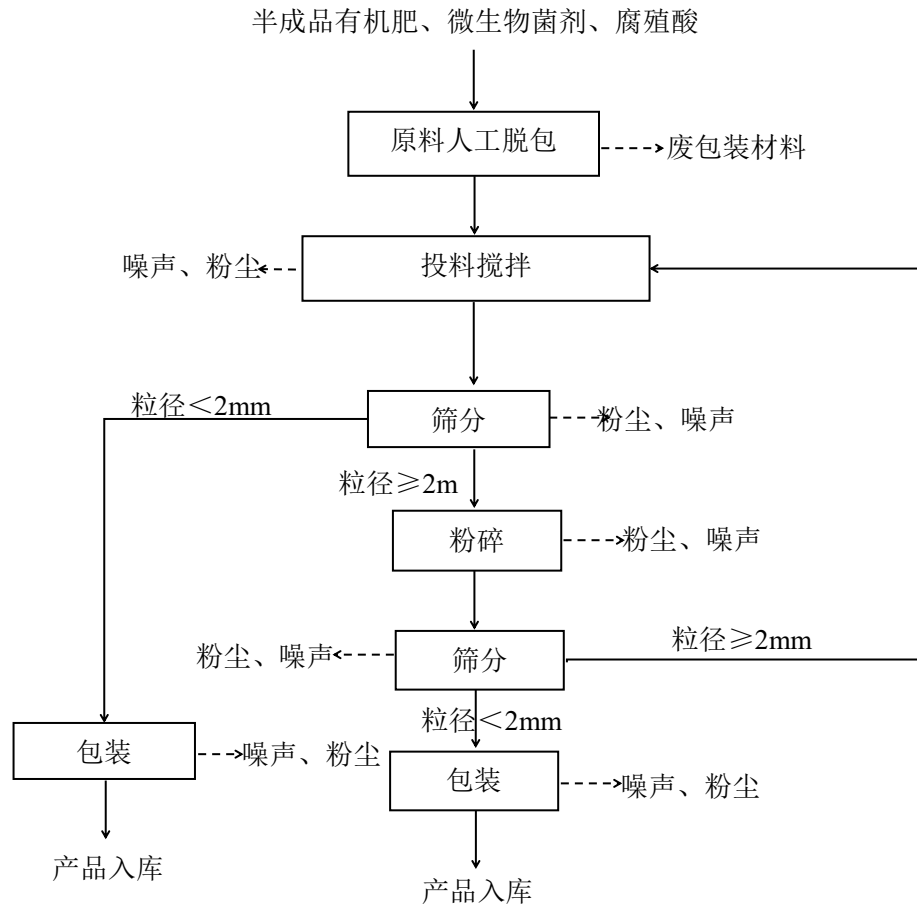 半成品有机肥、微生物菌剂、腐殖酸
原料人工脱包
废包装材料
投料搅拌
噪声、粉尘
粒径＜2mm
筛分
粉尘、噪声
粒径≥2m
粉碎
粉尘、噪声
粉尘、噪声
筛分
粒径≥2mm
粒径＜2mm
包装
噪声、粉尘
包装
噪声、粉尘
产品入库
产品入库